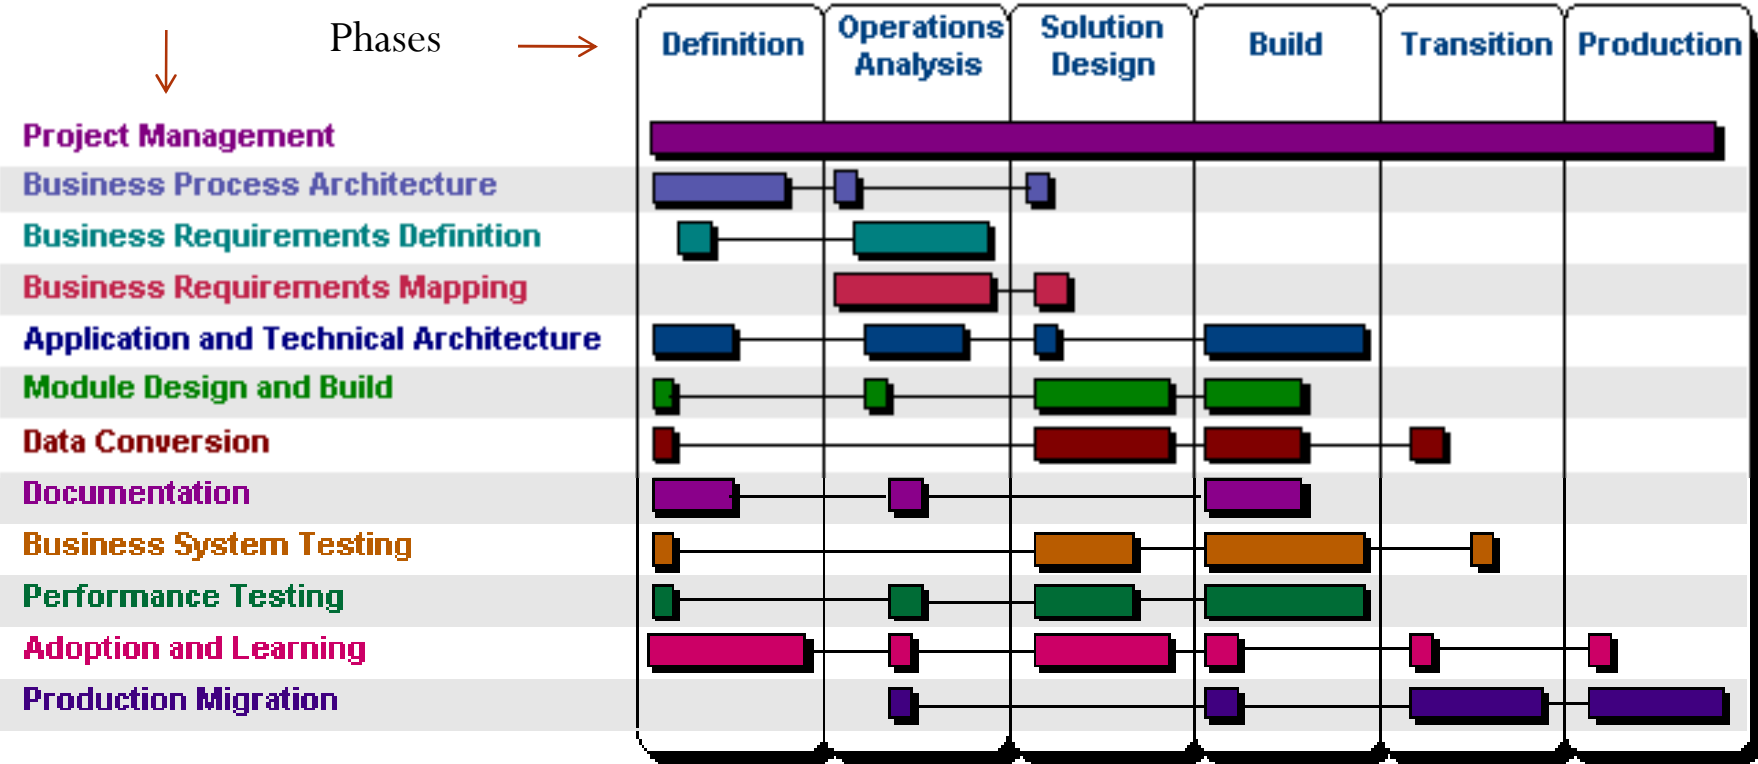 Phases
Definition
Operations
Analysis
Solution
Design
Build
Transition
Production
Project Management
Business Process Architecture
Business Requirements Definition
Business Requirements Mapping
Application and Technical Architecture
Module Design and Build
Data Conversion
Documentation
Business System Testing
Performance Testing
Adoption and Learning
Production Migration